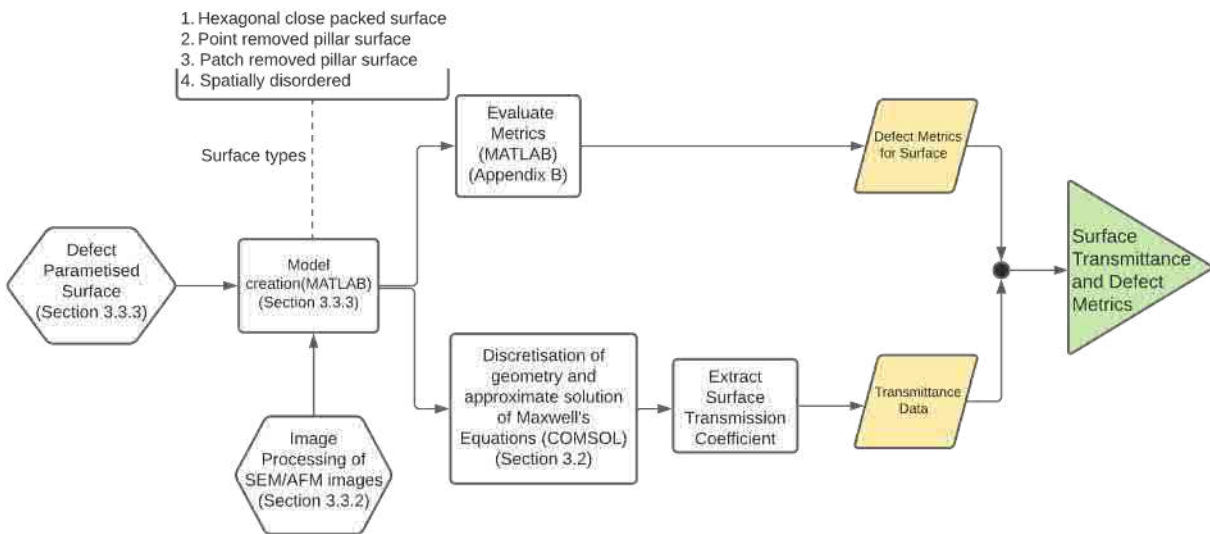 1. Hexagonal close packed surface
2. Point removed pillar surface
3. Patch removed pillar surface
4. Spatially disordered
Surface types
Evaluate
Metrics
(MATLAB)
(Appendix B)
Defect Metrics
for Surface
Defect
Parametised
Surface
(Section 3.3.3)
Model
creation(MATLAB)
(Section 3.3.3)
Surface
Transmittance
and Defect
Metrics
Discretisation of
geometry and
approximate solution
of Maxwell's
Equations (COMSOL)
(Section 3.2)
Extract
Surface
Transmission
Coefficient
Transmittance
Data
Image
Processing of
SEM/AFM images
(Section 3.3.2)